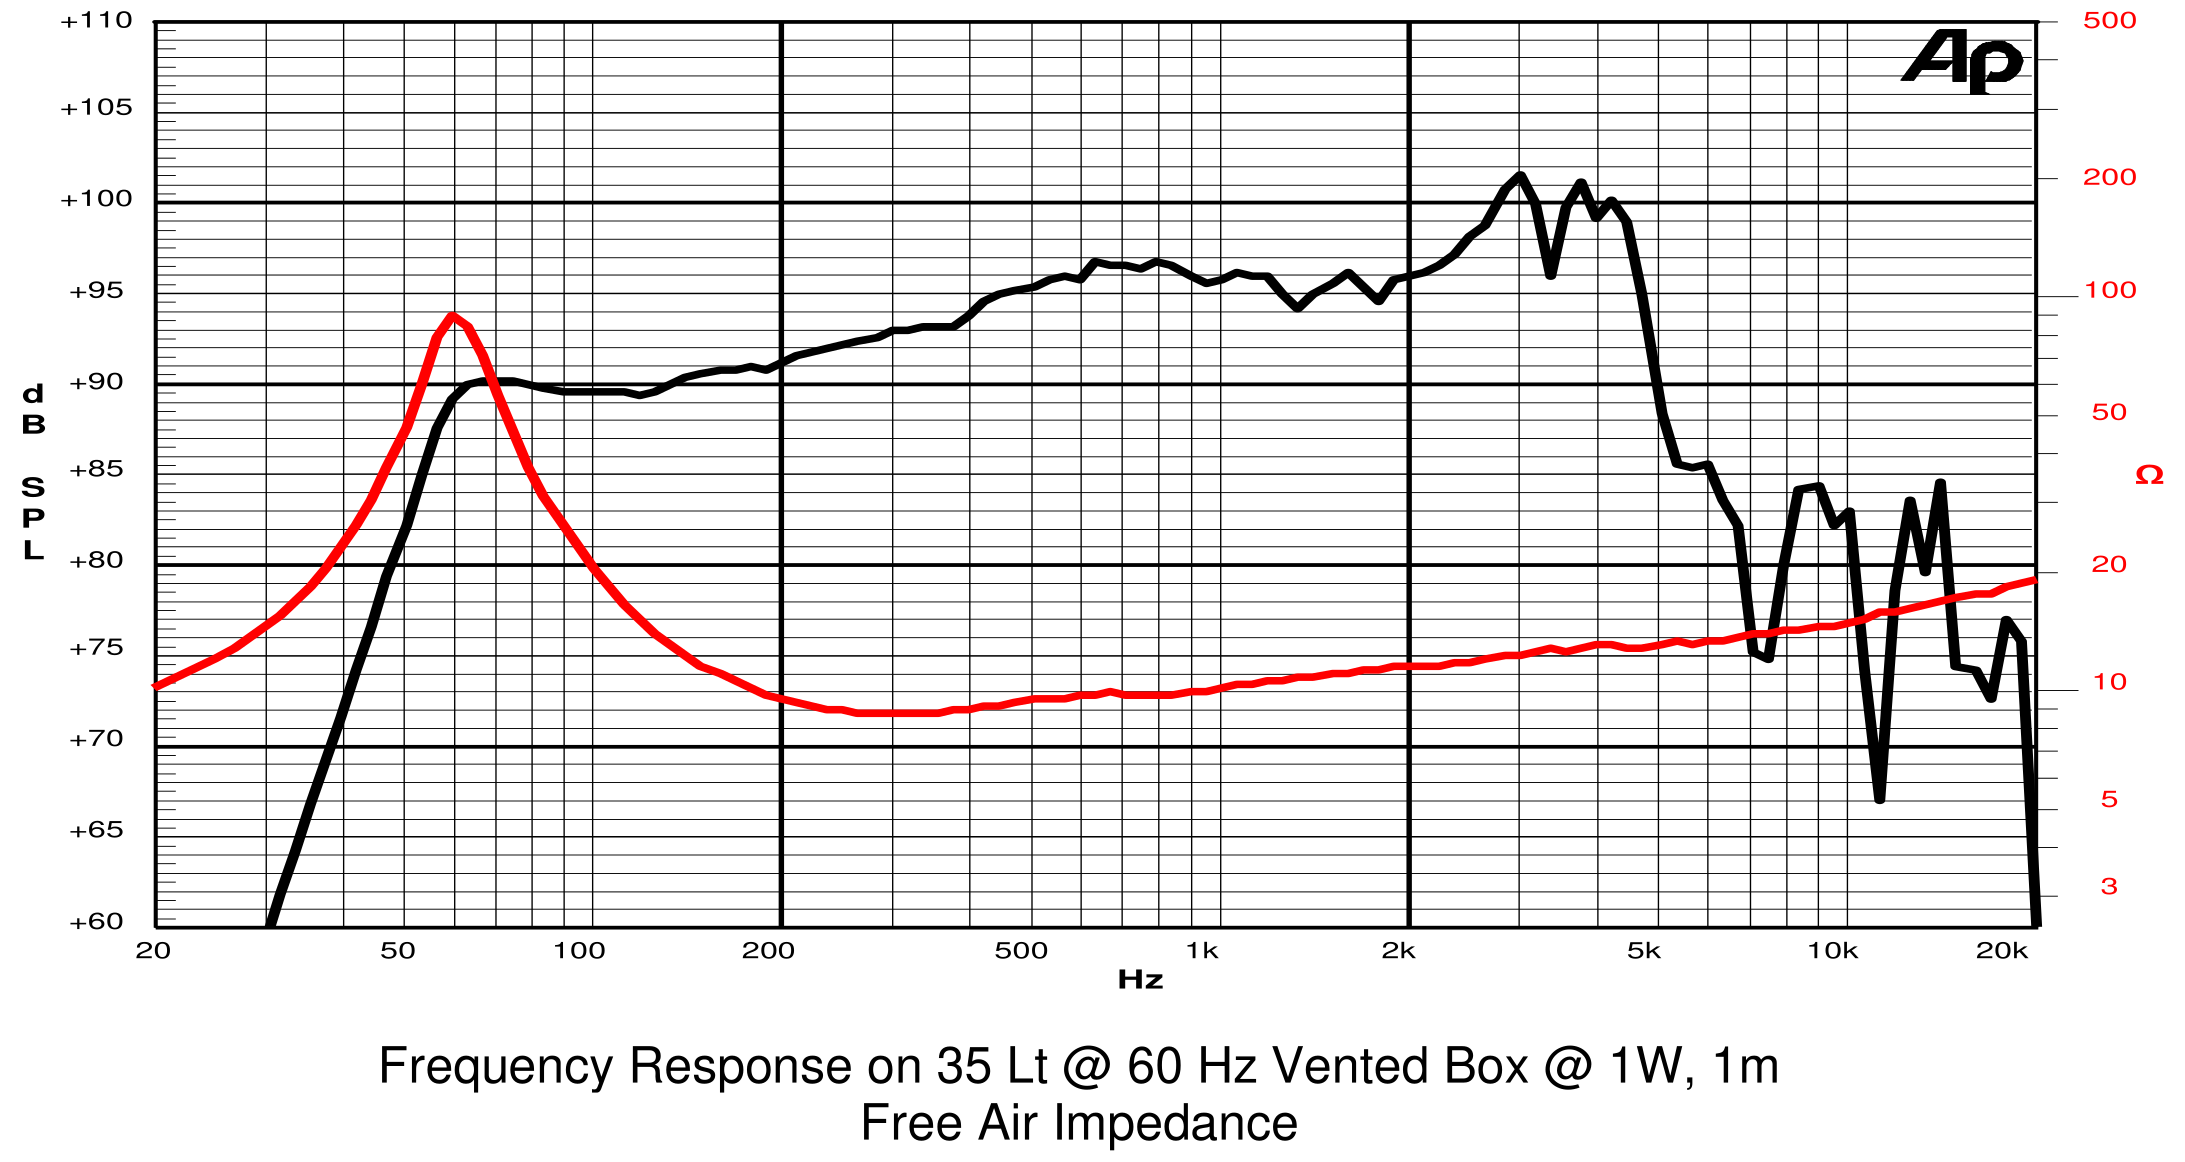 +110
+105
+100
+95
+90
+85
+80
+75
+70
+65
+60
dB SPL
500
200
100
50
20
10
5
3
Ω
Ap
20 50 100 200 500 1k 2k 5k 10k 20k
Hz
Frequency Response on 35 Lt @ 60 Hz Vented Box @ 1W, 1m
Free Air Impedance